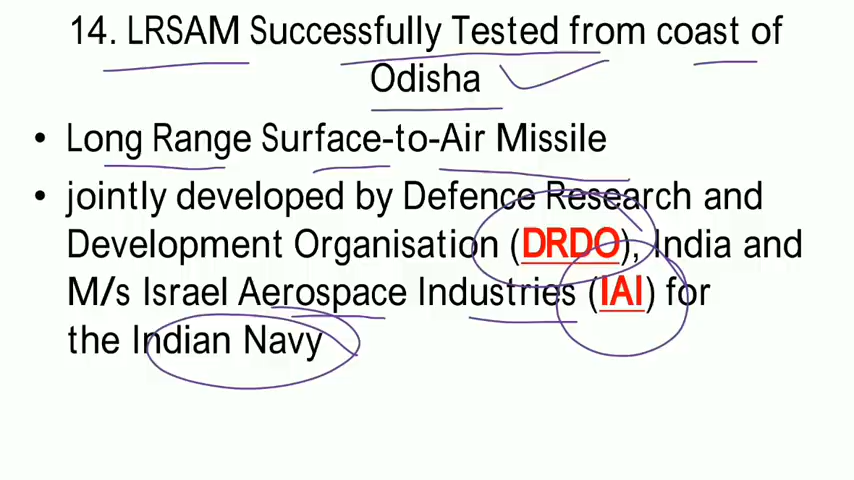 14. LRSAM Successfully Tested from coast of
Odisha
• Long Range Surface-to-Air Missile
• jointly developed by Defence Research and
Development Organisation (DRDO), India and
M/s Israel Aerospace Industries (IAI) for
the Indian Navy